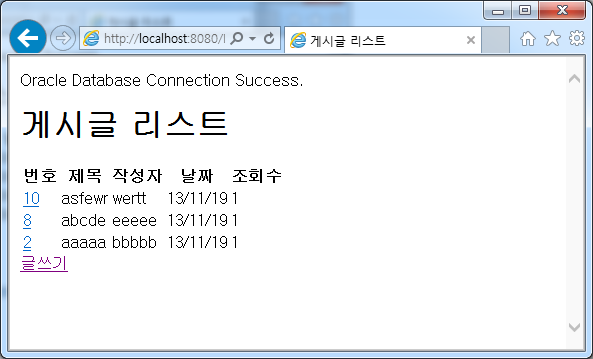 http://localhost:8080/
게시글 리스트
Oracle Database Connection Success.
게시글 리스트
번호 제목 작성자 날짜 조회수
10 asfewr wertt 13/11/19 1
8 abcde eeeee 13/11/19 1
2 aaaaa bbbbb 13/11/19 1
글쓰기